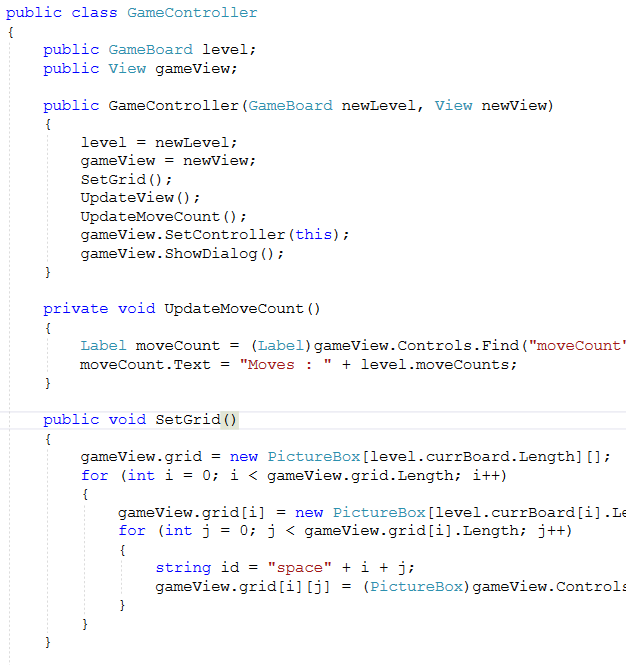 public class GameController
{
public GameBoard level;
public View gameView;
public GameController(GameBoard newLevel, View newView)
{
level = newLevel;
gameView = newView;
SetGrid();
UpdateView();
UpdateMoveCount();
gameView.SetController(this);
gameView.ShowDialog();
}
private void UpdateMoveCount()
{
Label moveCount = (Label)gameView.Controls.Find("moveCount"
moveCount.Text = "Moves : " + level.moveCounts;
}
public void SetGrid()
{
gameView.grid = new PictureBox[level.currBoard.Length][];
for (int i = 0; i < gameView.grid.Length; i++)
{
gameView.grid[i] = new PictureBox[level.currBoard[i].Le
for (int j = 0; j < gameView.grid[i].Length; j++)
{
string id = "space" + i + j;
gameView.grid[i][j] = (PictureBox)gameView.Controls
}
}
}